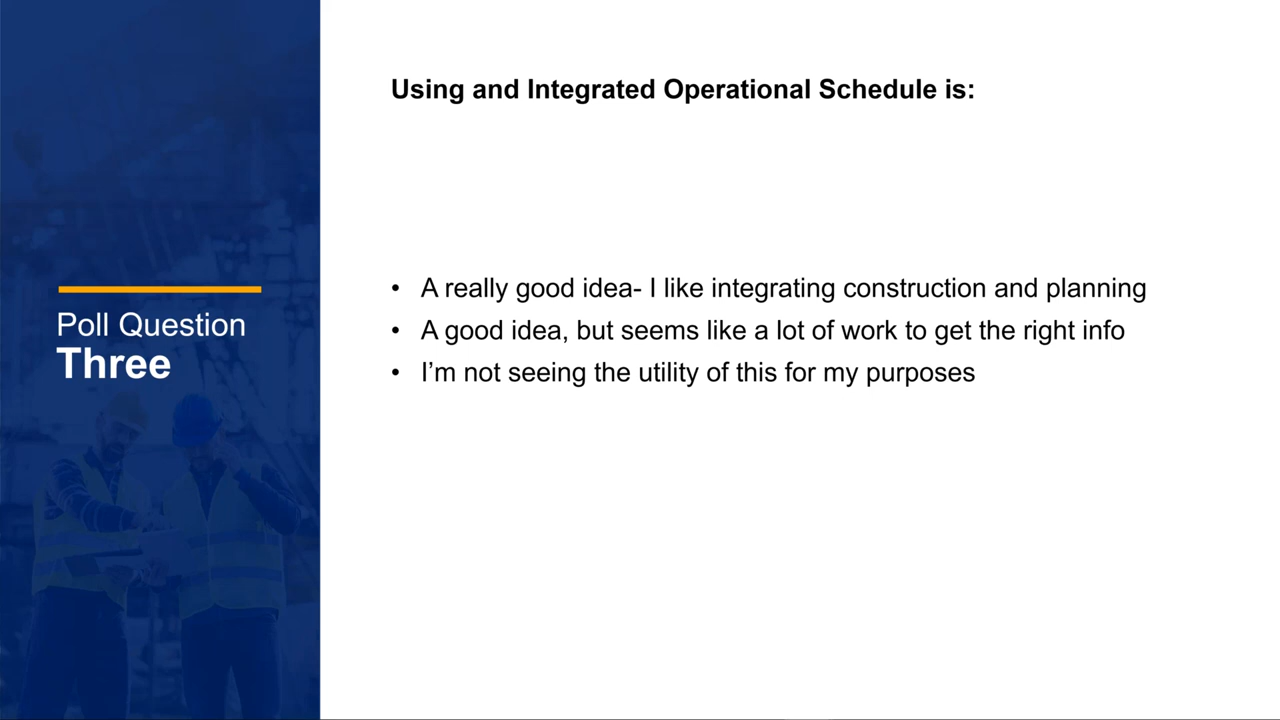 Using and Integrated Operational Schedule is:
Poll Question
Three
• A really good idea- I like integrating construction and planning
• A good idea, but seems like a lot of work to get the right info
• I’m not seeing the utility of this for my purposes